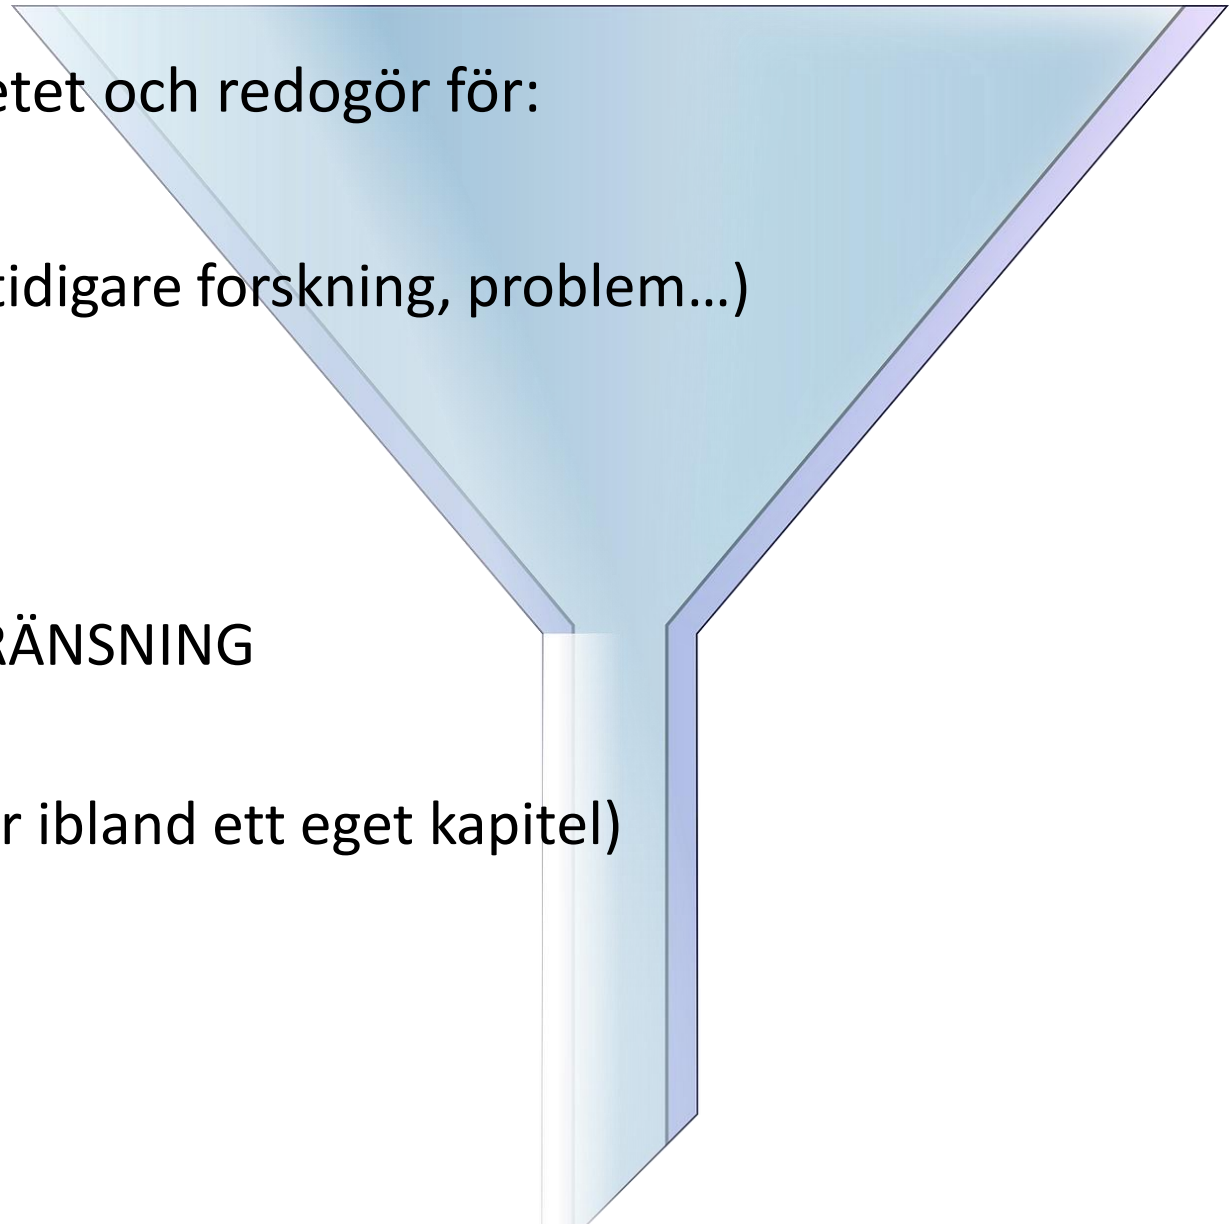 etet och redogör för:
tidigare forskning, problem…)
RÄNSNING
r ibland ett eget kapitel)